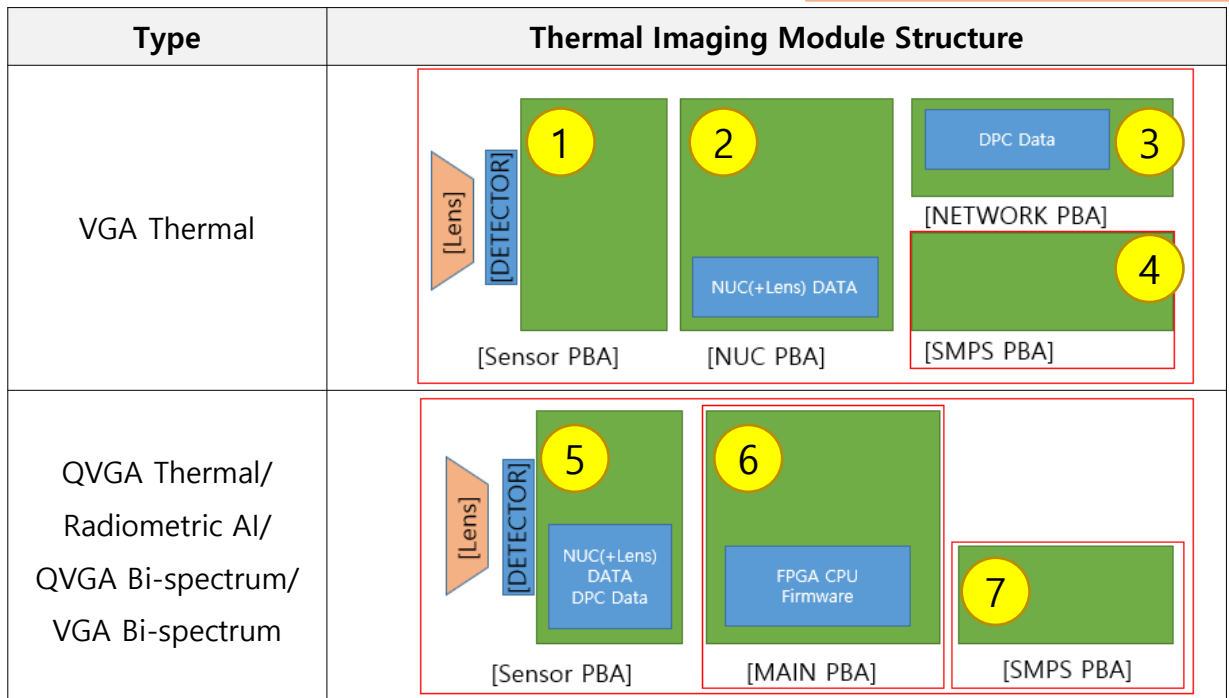 Type
Thermal Imaging Module Structure
VGA Thermal
[Lens]
[DETECTOR]
1
2
3
DPC Data
[NETWORK PBA]
4
NUC(+Lens) DATA
[Sensor PBA]
[NUC PBA]
[SMPS PBA]
QVGA Thermal/
Radiometric AI/
QVGA Bi-spectrum/
VGA Bi-spectrum
[Lens]
[DETECTOR]
5
6
NUC(+Lens)
DATA
DPC Data
FPGA CPU
Firmware
7
[Sensor PBA]
[MAIN PBA]
[SMPS PBA]